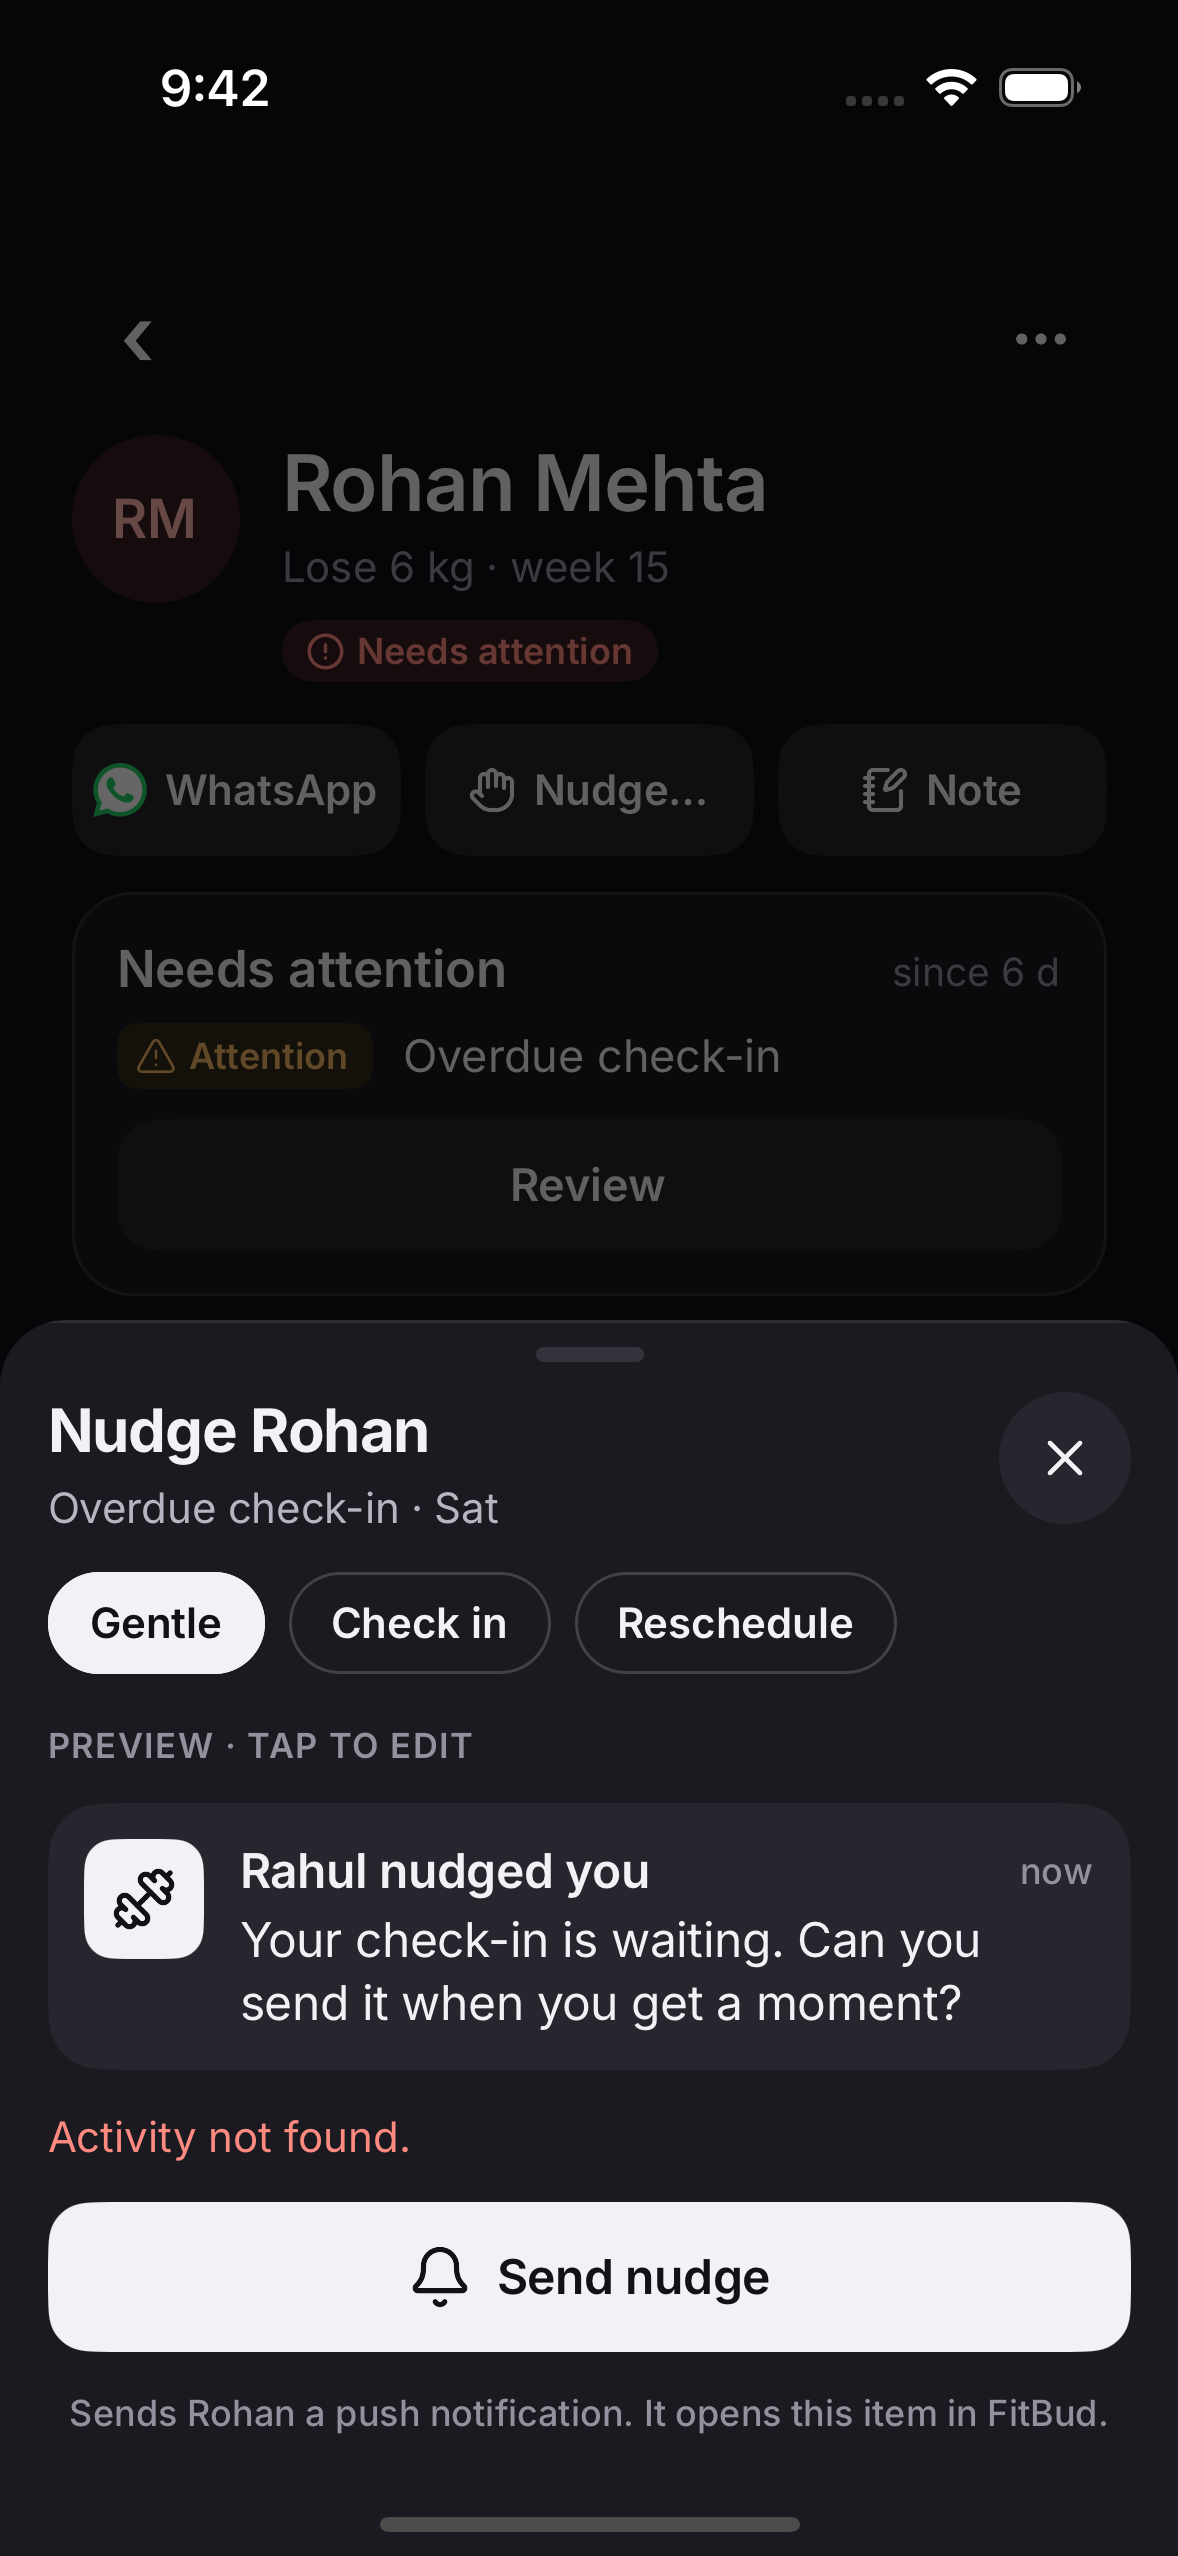 9:42
RM
Rohan Mehta
Lose 6 kg · week 15
Needs attention
WhatsApp
Nudge...
Note
Needs attention
since 6 d
Attention
Overdue check-in
Review
Nudge Rohan
Overdue check-in · Sat
Gentle
Check in
Reschedule
PREVIEW · TAP TO EDIT
Rahul nudged you
now
Your check-in is waiting. Can you
send it when you get a moment?
Activity not found.
Send nudge
Sends Rohan a push notification. It opens this item in FitBud.